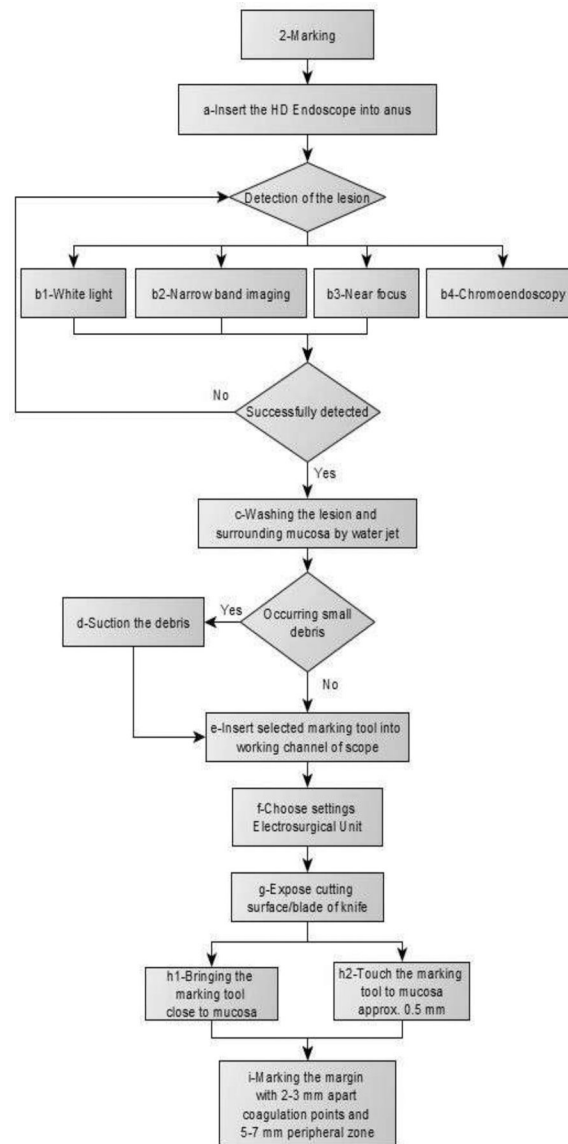 2-Marking
a-Insert the HD Endoscope into anus
Detection of the lesion
b1-White light
b2-Narrow band imaging
b3-Near focus
b4-Chromoendoscopy
No
Successfully detected
Yes
c-Washing the lesion and
surrounding mucosa by water jet
d-Suction the debris
Yes
Occurring small
debris
No
e-Insert selected marking tool into
working channel of scope
f-Choose settings
Electrosurgical Unit
g-Expose cutting
surface/blade of knife
h1-Bringing the
marking tool
close to mucosa
h2-Touch the marking
tool to mucosa
approx. 0.5 mm
i-Marking the margin
with 2-3 mm apart
coagulation points and
5-7 mm peripheral zone